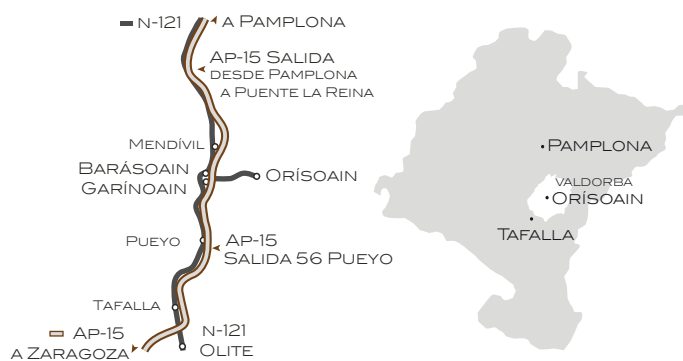 N-121
A PAMPLONA
AP-15 SALIDA
DESDE PAMPLONA
A PUENTE LA REINA
MENDÍVIL
BARÁSOAIN
GARÍNOAIN
ORÍSOAIN
PUEYO
AP-15
SALIDA 56 PUEYO
TAFALLA
AP-15
A ZARAGOZA
N-121
OLITE
PAMPLONA
VALDORBA
ORÍSOAIN
TAFALLA